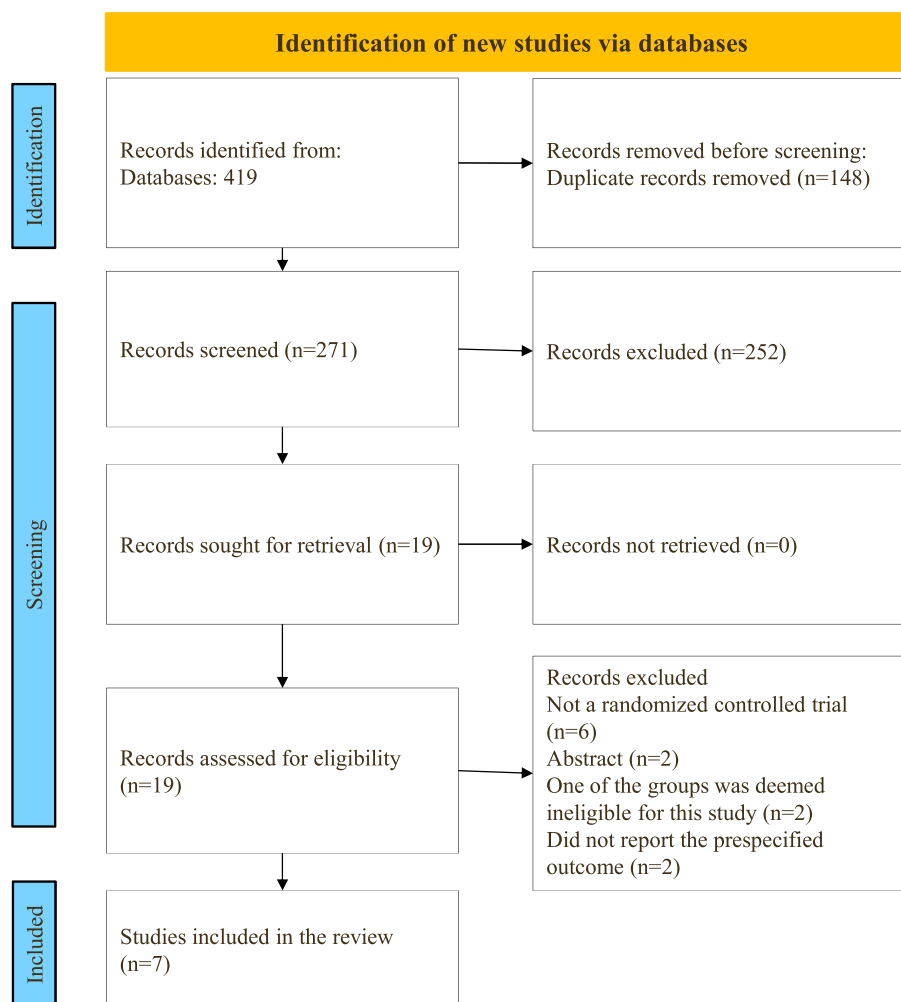 Identification of new studies via databases
Identification
Records identified from:
Databases: 419
Records removed before screening:
Duplicate records removed (n=148)
Screening
Records screened (n=271)
Records excluded (n=252)
Records sought for retrieval (n=19)
Records not retrieved (n=0)
Records assessed for eligibility
(n=19)
Records excluded
Not a randomized controlled trial
(n=6)
Abstract (n=2)
One of the groups was deemed
ineligible for this study (n=2)
Did not report the prespecified
outcome (n=2)
Included
Studies included in the review
(n=7)